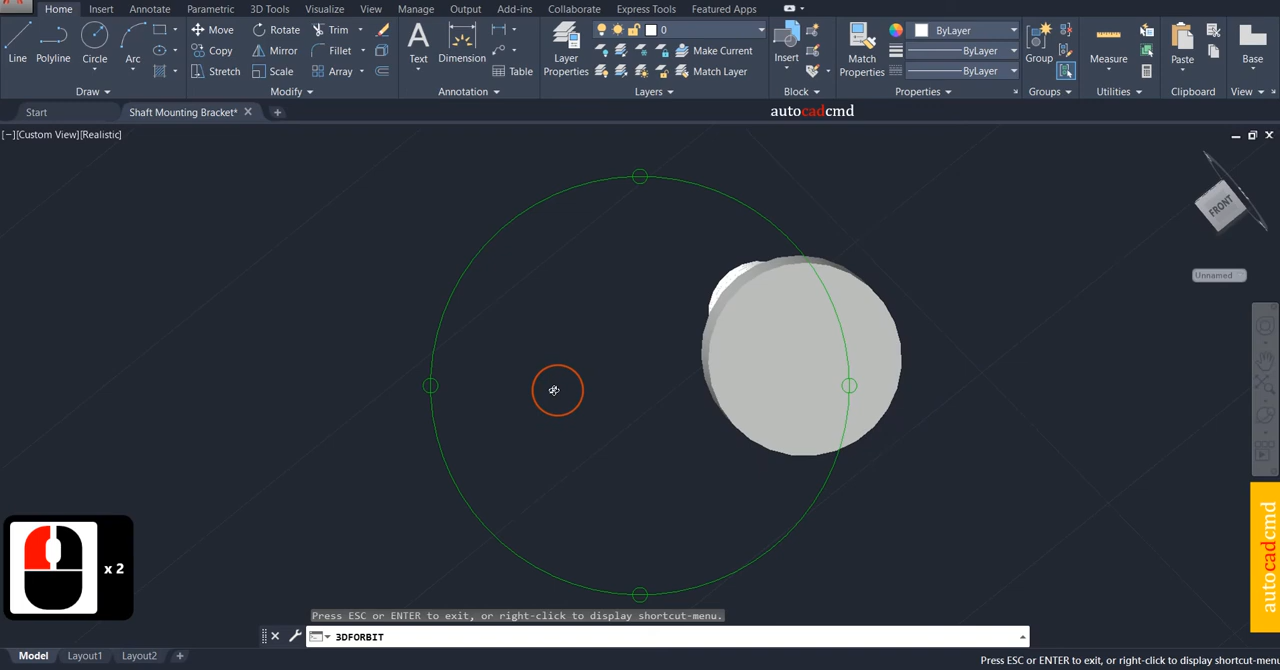 Home Insert Annotate Parametric 3D Tools Visualize View Manage Output Add-ins Collaborate Express Tools Featured Apps
Line Polyline Circle Arc
Move Rotate Trim
Copy Mirror Fillet
Stretch Scale Array
Text Dimension Table
Layer Properties
0
Make Current
Match Layer
Insert
Match Properties
ByLayer
ByLayer
ByLayer
Group
Measure
Paste
Base
Draw Modify Annotation Layers Block Properties Groups Utilities Clipboard View
Start Shaft Mounting Bracket*
autocadcmd
[−][Custom View][Realistic]
FRONT
Unnamed
x 2
autocadcmd
Press ESC or ENTER to exit, or right-click to display shortcut-menu.
3DFORBIT
Model Layout1 Layout2
Press ESC or ENTER to exit, or right-click to display shortcut-menu